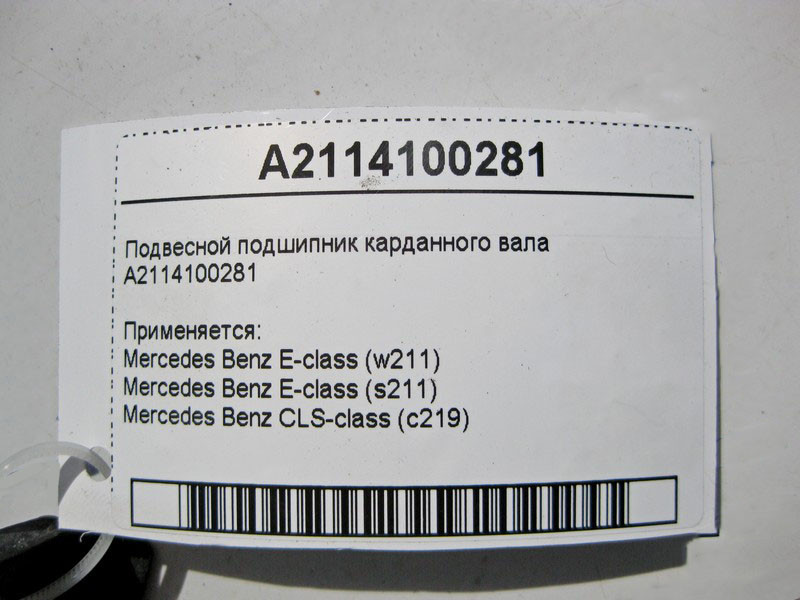 A2114100281
Подвесной подшипник карданного вала
A2114100281
Применяется:
Mercedes Benz E-class (w211)
Mercedes Benz E-class (s211)
Mercedes Benz CLS-class (c219)